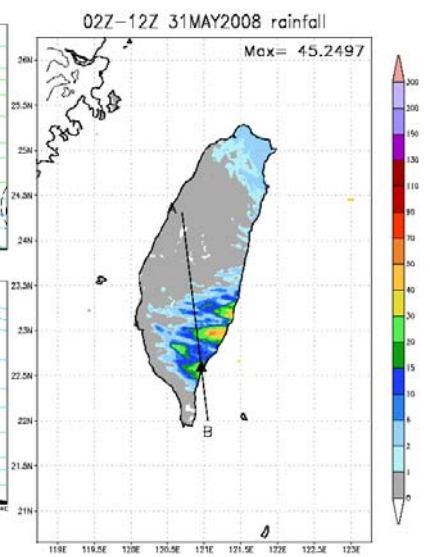 02Z-12Z 31MAY2008 rainfall
Max= 45.2497
26N
25.5N
25N
24.5N
24N
23.5N
23N
22.5N
22N
21.5N
21N
A
B
119E 119.5E 120E 120.5E 121E 121.5E 122E 122.5E 123E
300
200
150
130
110
90
70
50
40
30
20
15
10
6
2
1
0